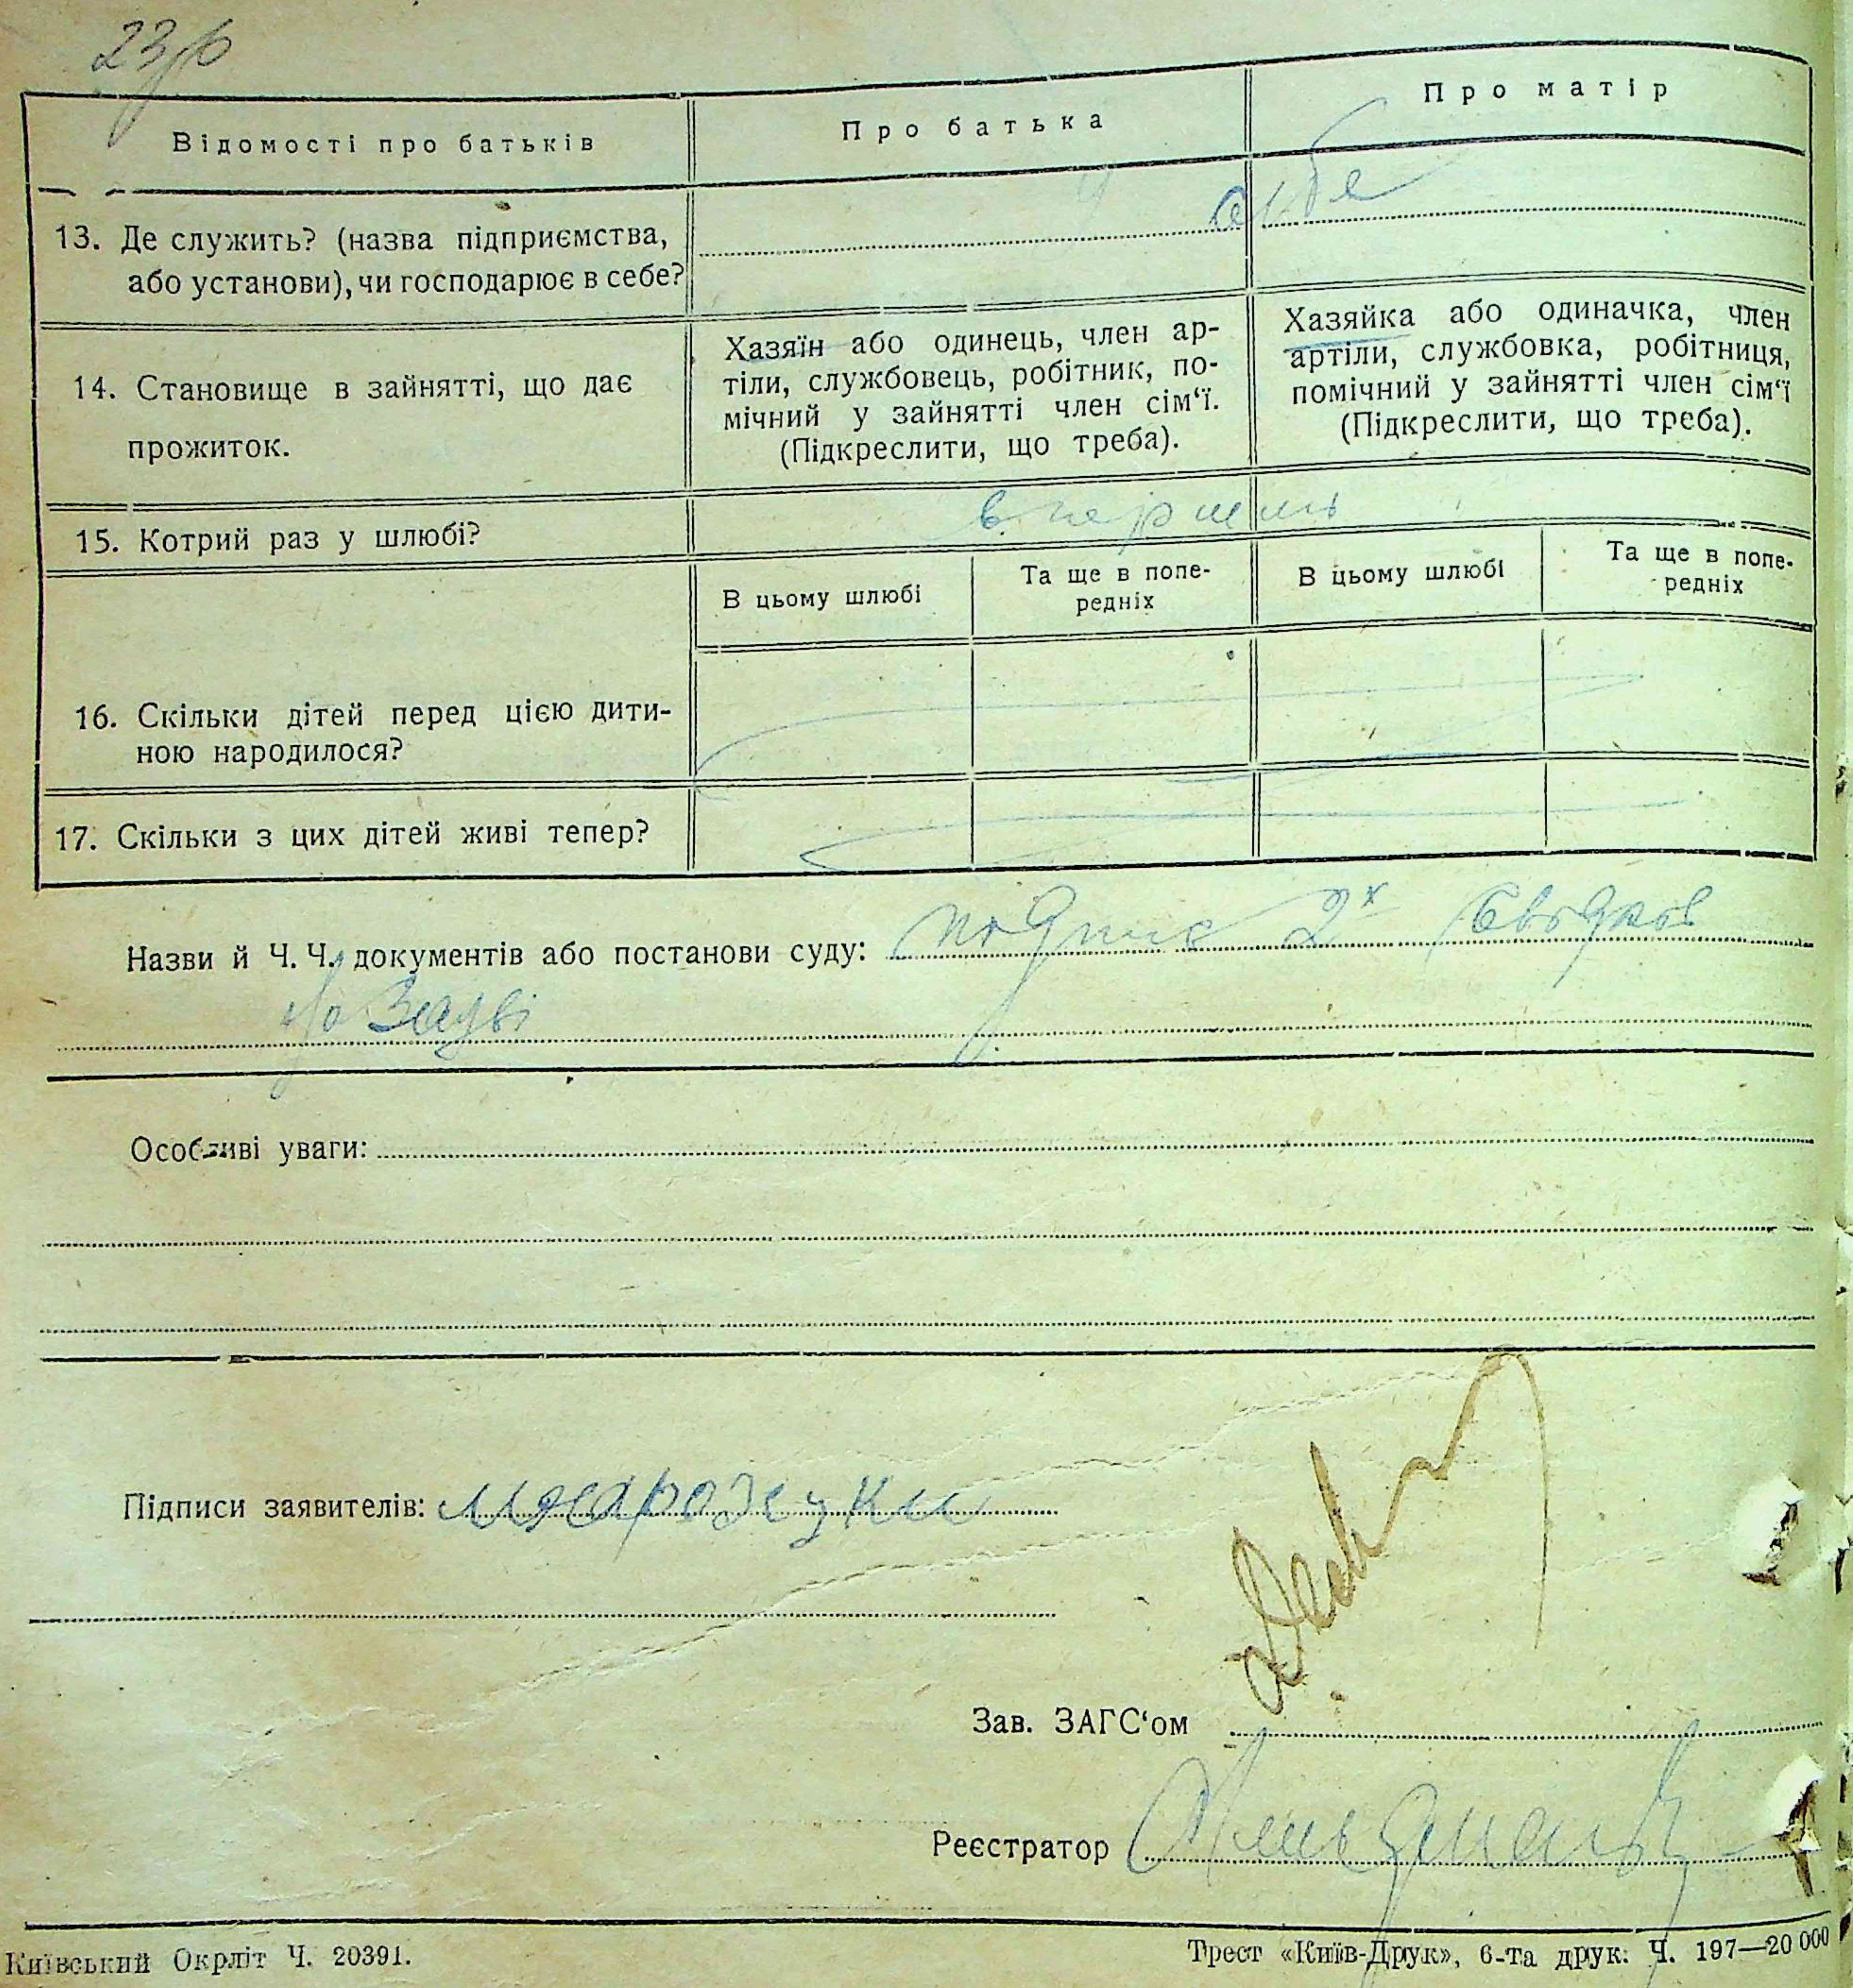 Відомості про батьків
Про батька
Про матір
13. Де служить? (назва підприємства,
або установи), чи господарює в себе?
себе
14. Становище в зайнятті, що дає
прожиток.
Хазяїн або одинець, член ар-
тіли, службовець, робітник, по-
мічний у зайнятті член сім‘ї.
(Підкреслити, що треба).
Хазяйка або одиначка, член
артіли, службовка, робітниця,
помічний у зайнятті член сім‘ї
(Підкреслити, що треба).
15. Котрий раз у шлюбі?
В цьому шлюбі
Та ще в попе-
редніх
В цьому шлюбі
Та ще в попе-
редніх
16. Скільки дітей перед цією дити-
ною народилося?
17. Скільки з цих дітей живі тепер?
Назви й Ч. Ч. документів або постанови суду: 2х
Особливі уваги:
Підписи заявителів:
Зав. ЗАГС‘ом
Реєстратор
Київський Окрліт Ч. 20391.
Трест «Київ-Друк», 6-та друк. Ч. 197—20 000